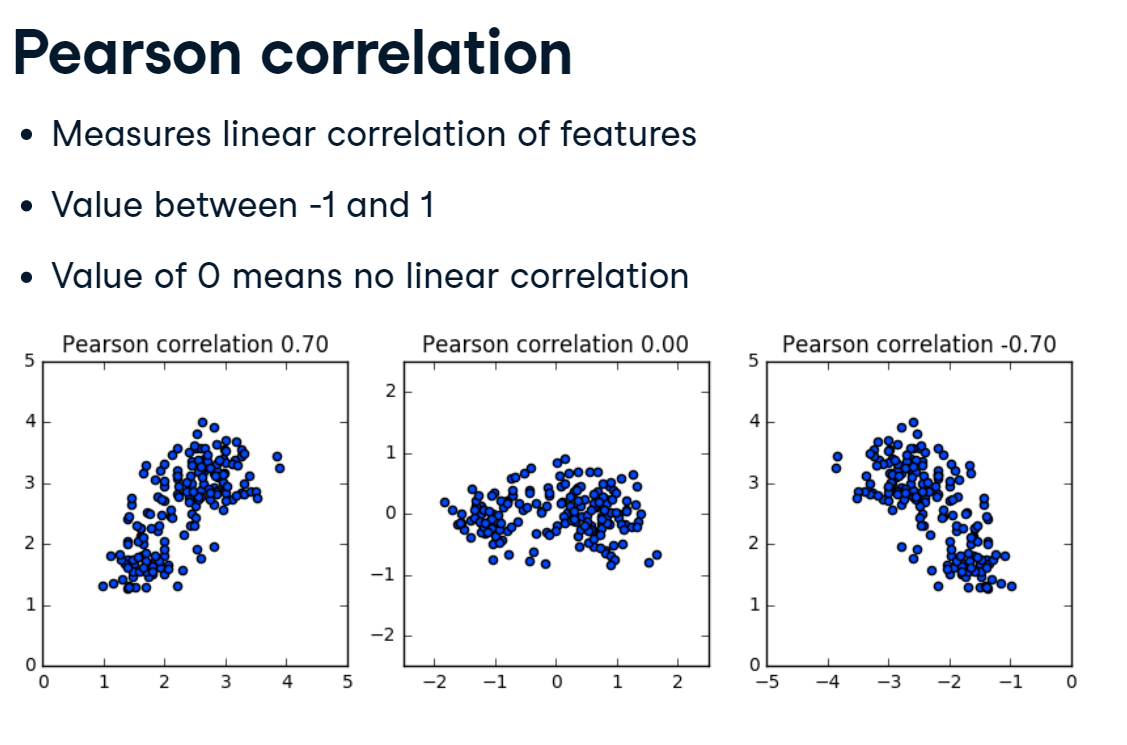 Pearson correlation
• Measures linear correlation of features
• Value between -1 and 1
• Value of 0 means no linear correlation
Pearson correlation 0.70
5
4
3
2
1
0
0 1 2 3 4 5
Pearson correlation 0.00
2
1
0
−1
−2
−2 −1 0 1 2
Pearson correlation -0.70
5
4
3
2
1
0
−5 −4 −3 −2 −1 0